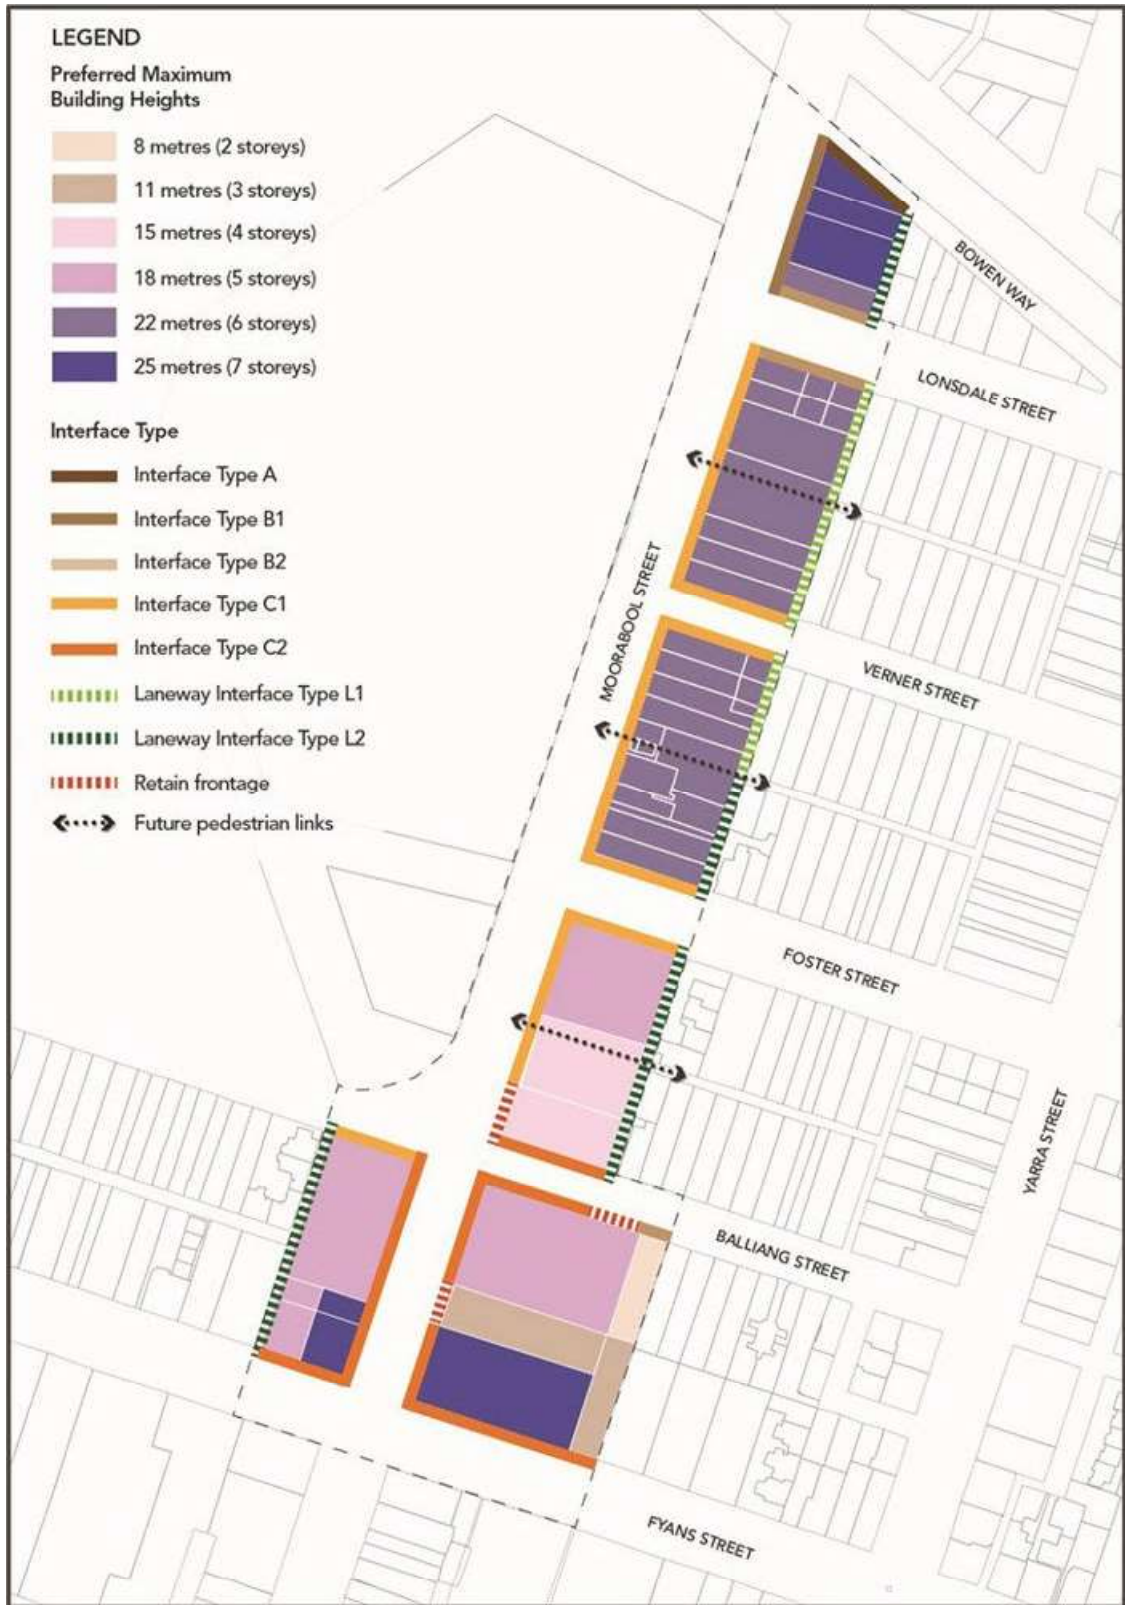 LEGEND
Preferred Maximum
Building Heights
8 metres (2 storeys)
11 metres (3 storeys)
15 metres (4 storeys)
18 metres (5 storeys)
22 metres (6 storeys)
25 metres (7 storeys)
Interface Type
Interface Type A
Interface Type B1
Interface Type B2
Interface Type C1
Interface Type C2
Laneway Interface Type L1
Laneway Interface Type L2
Retain frontage
Future pedestrian links
BOWEN WAY
LONSDALE STREET
MOORABOOL STREET
VERNER STREET
FOSTER STREET
YARRA STREET
BALLIANG STREET
FYANS STREET